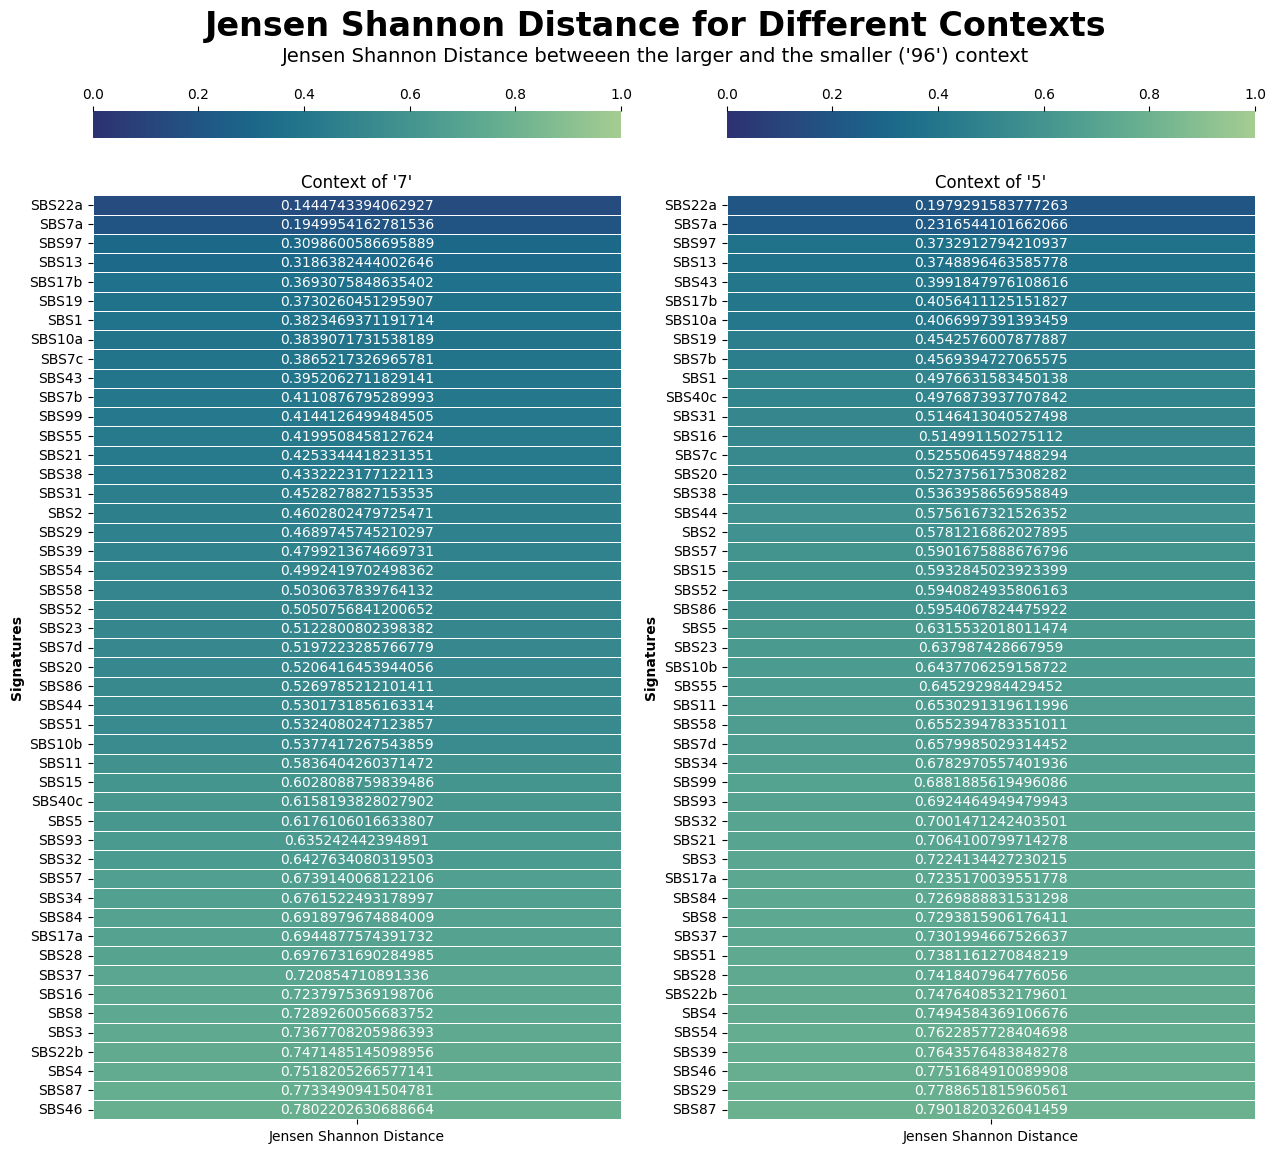 Jensen Shannon Distance for Different Contexts
Jensen Shannon Distance betweeen the larger and the smaller ('96') context
0.0 0.2 0.4 0.6 0.8 1.0
0.0 0.2 0.4 0.6 0.8 1.0
Context of '7'
SBS22a 0.1444743394062927
SBS7a 0.1949954162781536
SBS97 0.3098600586695889
SBS13 0.3186382444002646
SBS17b 0.3693075848635402
SBS19 0.3730260451295907
SBS1 0.3823469371191714
SBS10a 0.3839071731538189
SBS7c 0.3865217326965781
SBS43 0.3952062711829141
SBS7b 0.4110876795289993
SBS99 0.4144126499484505
SBS55 0.4199508458127624
SBS21 0.4253344418231351
SBS38 0.4332223177122113
SBS31 0.4528278827153535
SBS2 0.4602802479725471
SBS29 0.4689745745210297
SBS39 0.4799213674669731
SBS54 0.4992419702498362
SBS58 0.5030637839764132
SBS52 0.5050756841200652
SBS23 0.5122800802398382
SBS7d 0.5197223285766779
SBS20 0.5206416453944056
SBS86 0.5269785212101411
SBS44 0.5301731856163314
SBS51 0.5324080247123857
SBS10b 0.5377417267543859
SBS11 0.5836404260371472
SBS15 0.6028088759839486
SBS40c 0.6158193828027902
SBS5 0.6176106016633807
SBS93 0.635242442394891
SBS32 0.6427634080319503
SBS57 0.6739140068122106
SBS34 0.6761522493178997
SBS84 0.6918979674884009
SBS17a 0.6944877574391732
SBS28 0.6976731690284985
SBS37 0.720854710891336
SBS16 0.7237975369198706
SBS8 0.7289260056683752
SBS3 0.7367708205986393
SBS22b 0.7471485145098956
SBS4 0.7518205266577141
SBS87 0.7733490941504781
SBS46 0.7802202630688664
Signatures
Jensen Shannon Distance
Context of '5'
SBS22a 0.1979291583777263
SBS7a 0.2316544101662066
SBS97 0.3732912794210937
SBS13 0.3748896463585778
SBS43 0.3991847976108616
SBS17b 0.4056411125151827
SBS10a 0.4066997391393459
SBS19 0.4542576007877887
SBS7b 0.4569394727065575
SBS1 0.4976631583450138
SBS40c 0.4976873937707842
SBS31 0.5146413040527498
SBS16 0.514991150275112
SBS7c 0.5255064597488294
SBS20 0.5273756175308282
SBS38 0.5363958656958849
SBS44 0.5756167321526352
SBS2 0.5781216862027895
SBS57 0.5901675888676796
SBS15 0.5932845023923399
SBS52 0.5940824935806163
SBS86 0.5954067824475922
SBS5 0.6315532018011474
SBS23 0.637987428667959
SBS10b 0.6437706259158722
SBS55 0.645292984429452
SBS11 0.6530291319611996
SBS58 0.6552394783351011
SBS7d 0.6579985029314452
SBS34 0.6782970557401936
SBS99 0.6881885619496086
SBS93 0.6924464949479943
SBS32 0.7001471242403501
SBS21 0.7064100799714278
SBS3 0.7224134427230215
SBS17a 0.7235170039551778
SBS84 0.7269888831531298
SBS8 0.7293815906176411
SBS37 0.7301994667526637
SBS51 0.7381161270848219
SBS28 0.7418407964776056
SBS22b 0.7476408532179601
SBS4 0.7494584369106676
SBS54 0.7622857728404698
SBS39 0.7643576483848278
SBS46 0.7751684910089908
SBS29 0.7788651815960561
SBS87 0.7901820326041459
Signatures
Jensen Shannon Distance